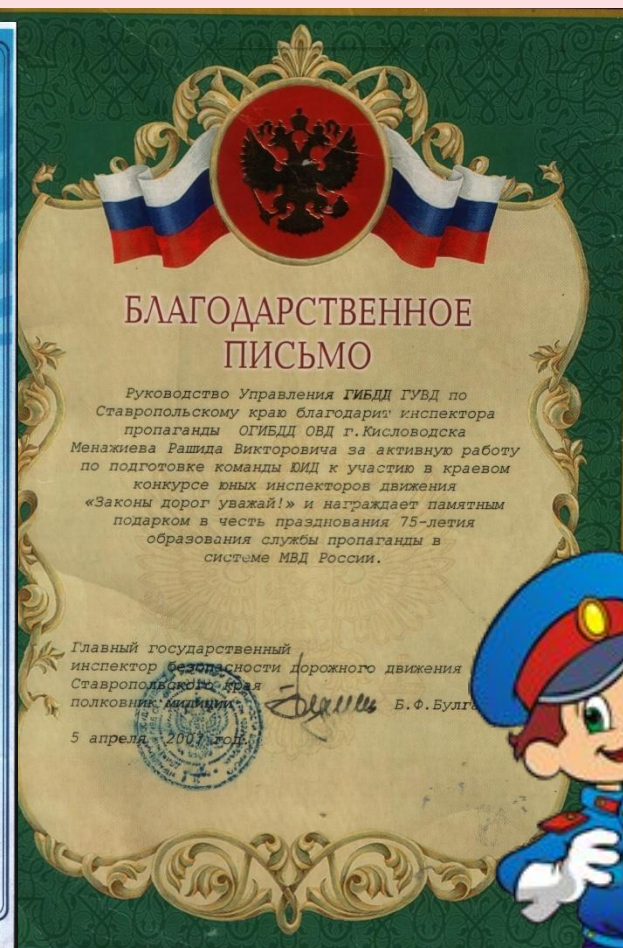 БЛАГОДАРСТВЕННОЕ
ПИСЬМО
Руководство Управления ГИБДД ГУВД по
Ставропольскому краю благодарит инспектора
пропаганды ОГИБДД ОВД г.Кисловодска
Менажиева Рашида Викторовича за активную работу
по подготовке команды ЮИД к участию в краевом
конкурсе юных инспекторов движения
«Законы дорог уважай!» и награждает памятным
подарком в честь празднования 75-летия
образования службы пропаганды в
системе МВД России.
Главный государственный
инспектор безопасности дорожного движения
Ставропольского края
полковник милиции Б.Ф.Булга
5 апреля 2007 год.